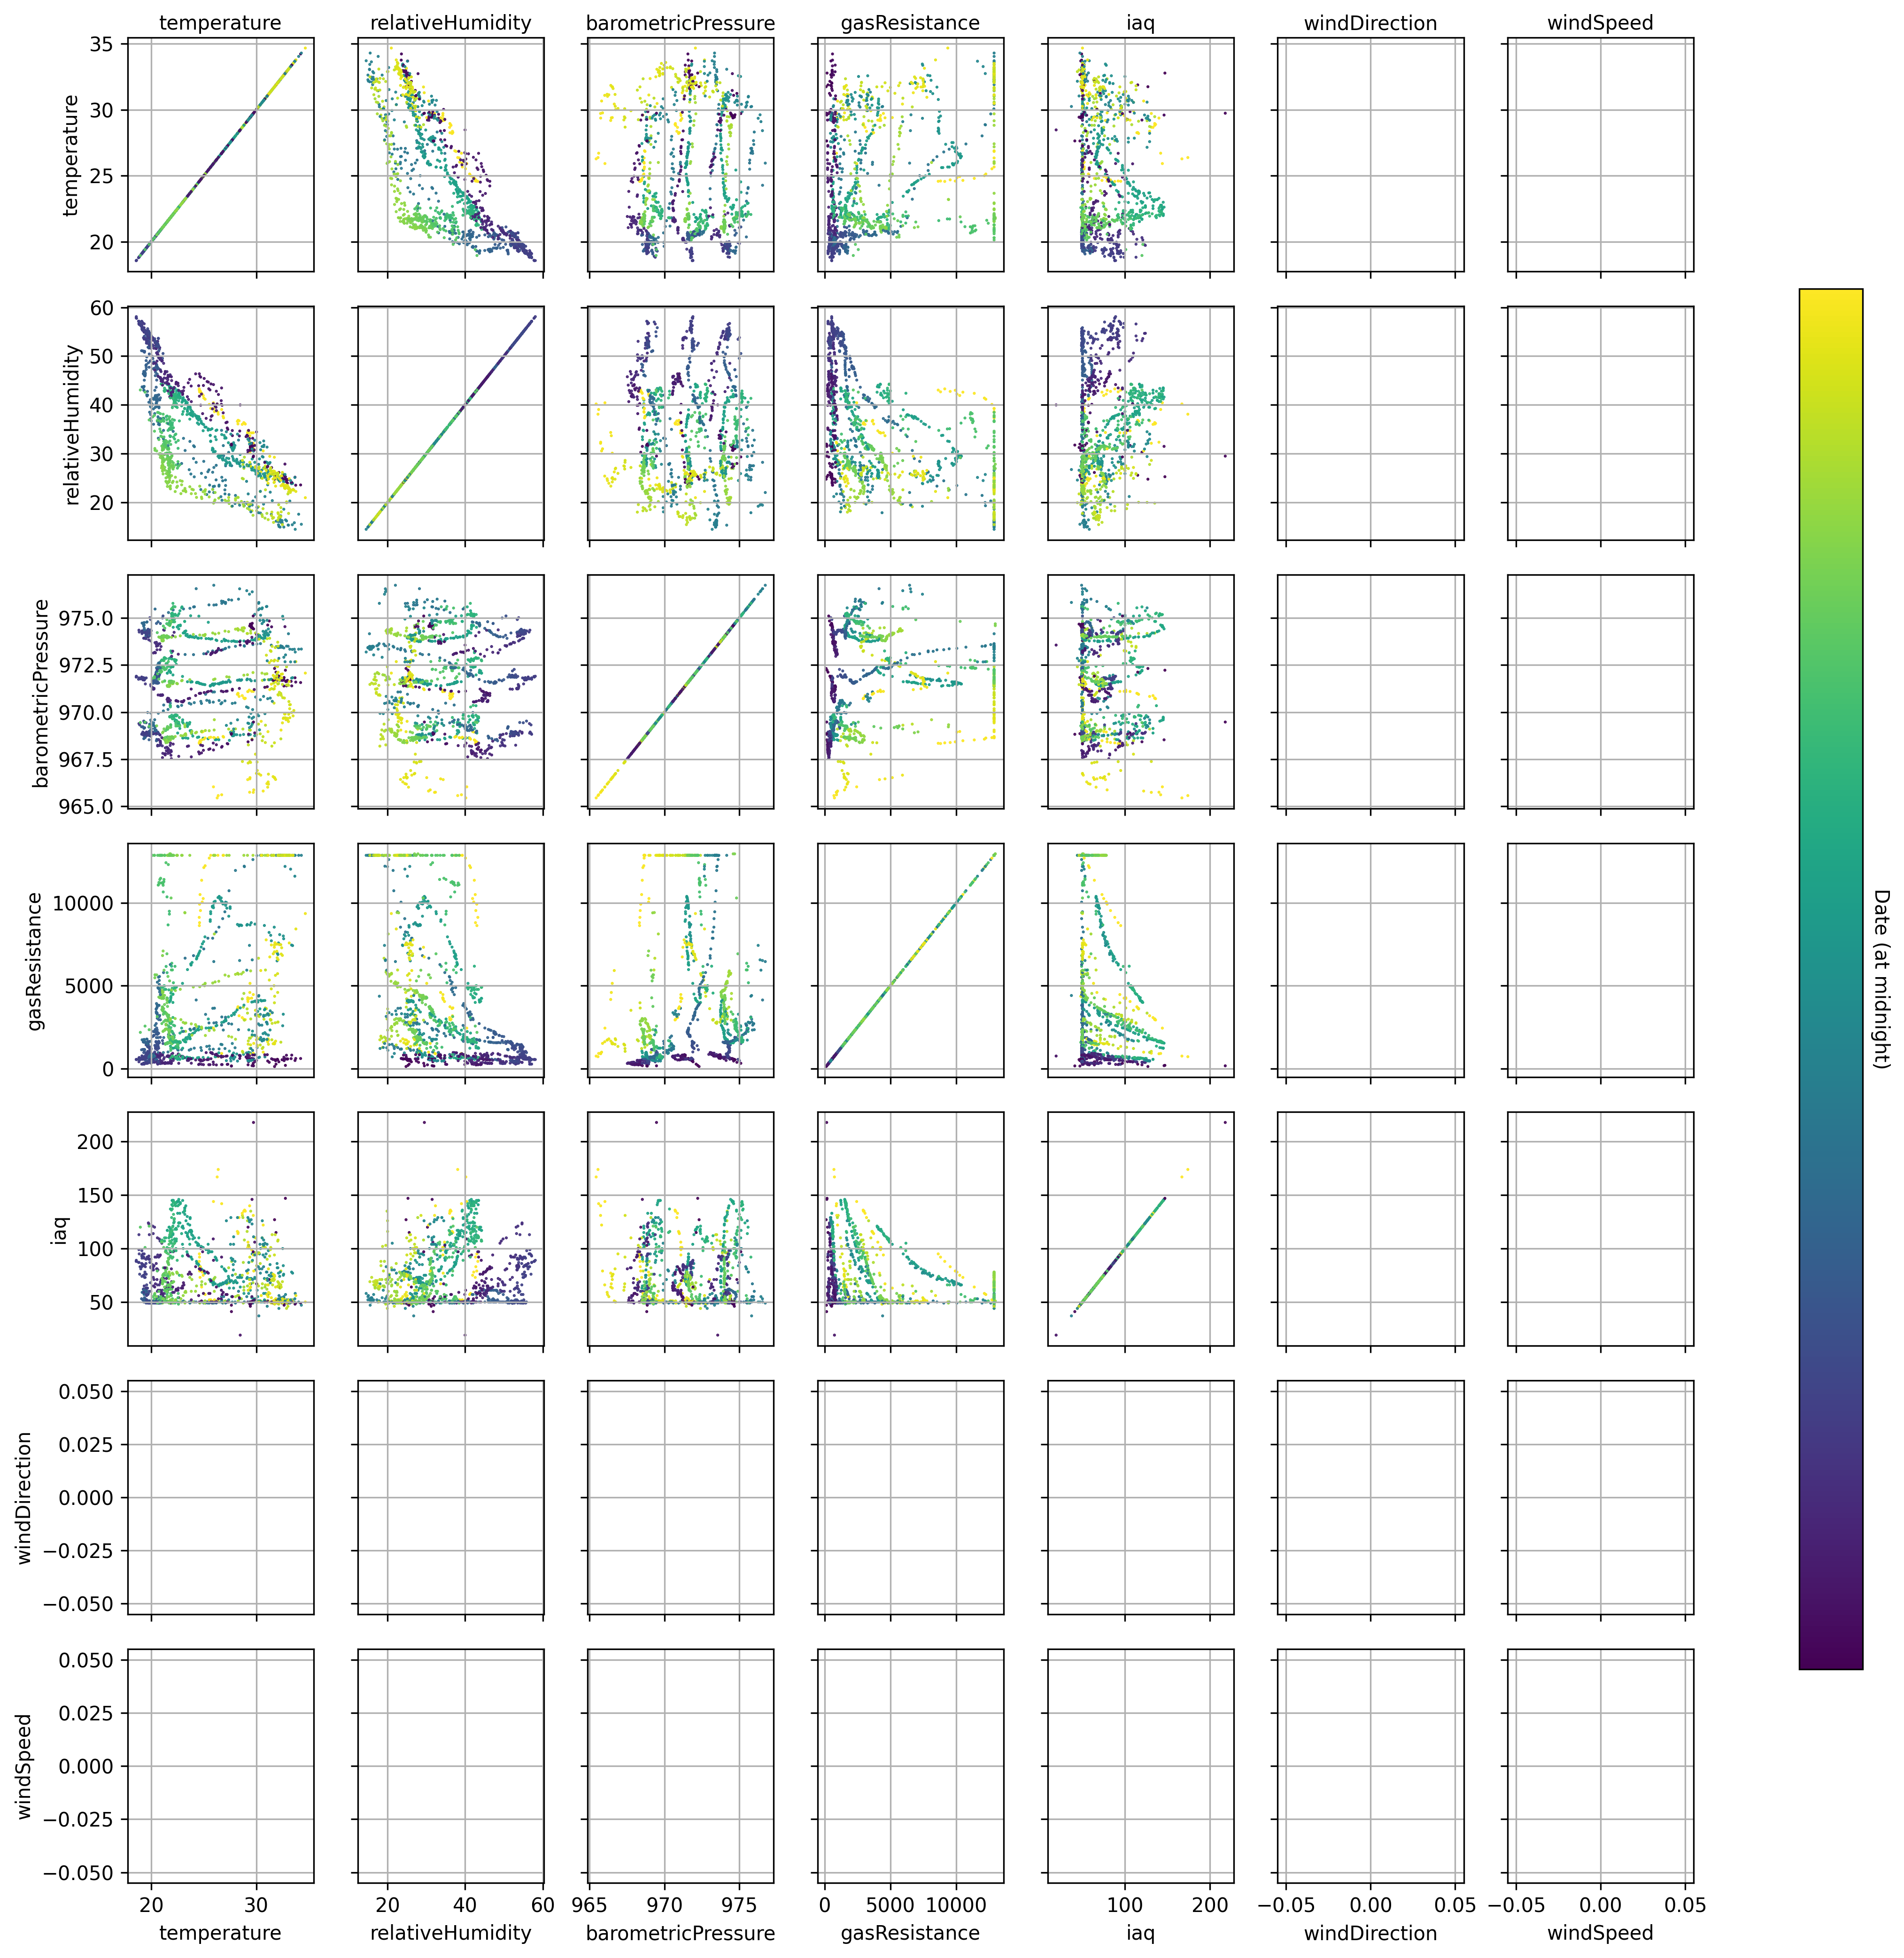 temperature relativeHumidity barometricPressure gasResistance iaq windDirection windSpeed
35
30
25
20
temperature
60
50
40
30
20
relativeHumidity
975.0
972.5
970.0
967.5
965.0
barometricPressure
10000
5000
0
gasResistance
200
150
100
50
iaq
0.050
0.025
0.000
−0.025
−0.050
windDirection
0.050
0.025
0.000
−0.025
−0.050
windSpeed
20 30 20 40 60 965 970 975 0 5000 10000 100 200 −0.05 0.00 0.05 −0.05 0.00 0.05
temperature relativeHumidity barometricPressure gasResistance iaq windDirection windSpeed
Date (at midnight)